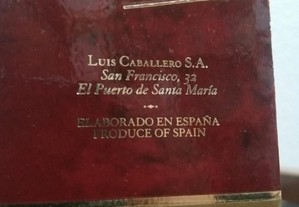 LUIS CABALLERO S.A.
San Francisco, 32
El Puerto de Santa María
ELABORADO EN ESPAÑA
PRODUCE OF SPAIN